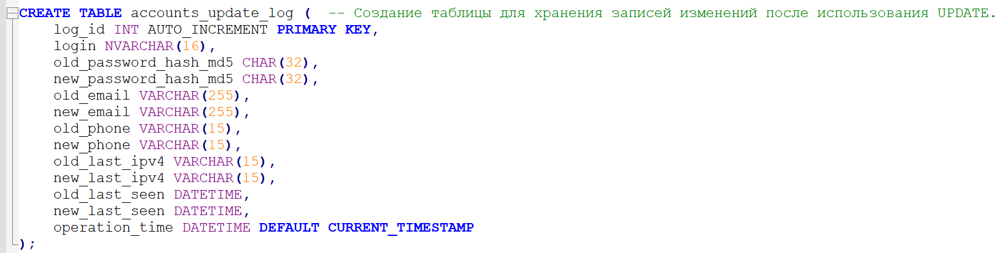 CREATE TABLE accounts_update_log (  -- Создание таблицы для хранения записей изменений после использования UPDATE.
    log_id INT AUTO_INCREMENT PRIMARY KEY,
    login NVARCHAR(16),
    old_password_hash_md5 CHAR(32),
    new_password_hash_md5 CHAR(32),
    old_email VARCHAR(255),
    new_email VARCHAR(255),
    old_phone VARCHAR(15),
    new_phone VARCHAR(15),
    old_last_ipv4 VARCHAR(15),
    new_last_ipv4 VARCHAR(15),
    old_last_seen DATETIME,
    new_last_seen DATETIME,
    operation_time DATETIME DEFAULT CURRENT_TIMESTAMP
);